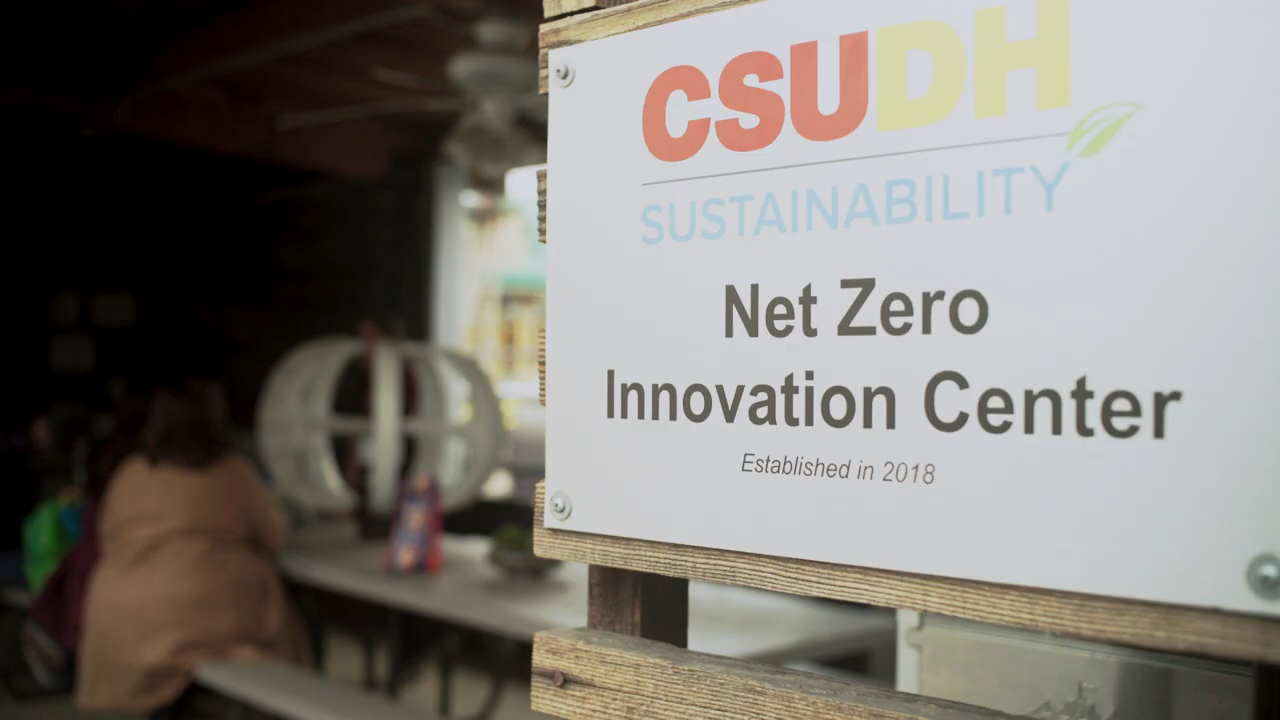 CSUDH
SUSTAINABILITY
Net Zero
Innovation Center
Established in 2018